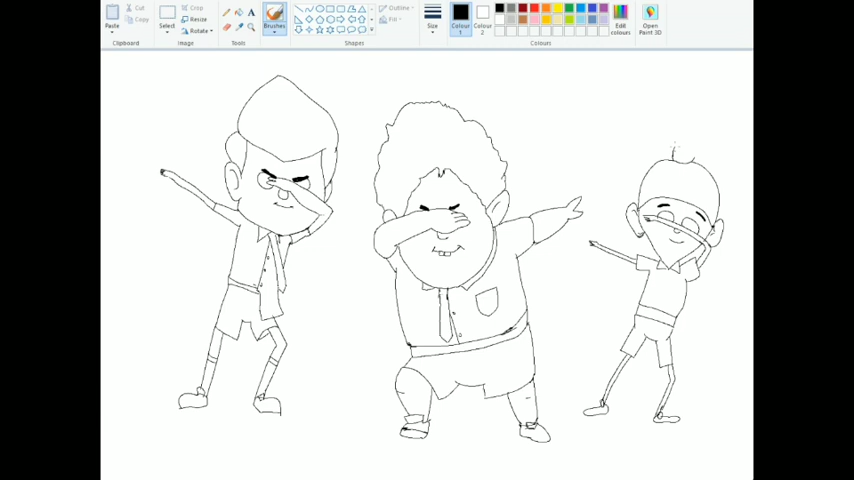 Cut
Copy
Paste
Clipboard
Crop
Resize
Rotate
Select
Image
A
Tools
Brushes
Outline
Fill
Shapes
Size
Colour 1
Colour 2
Edit colours
Colours
Open Paint 3D